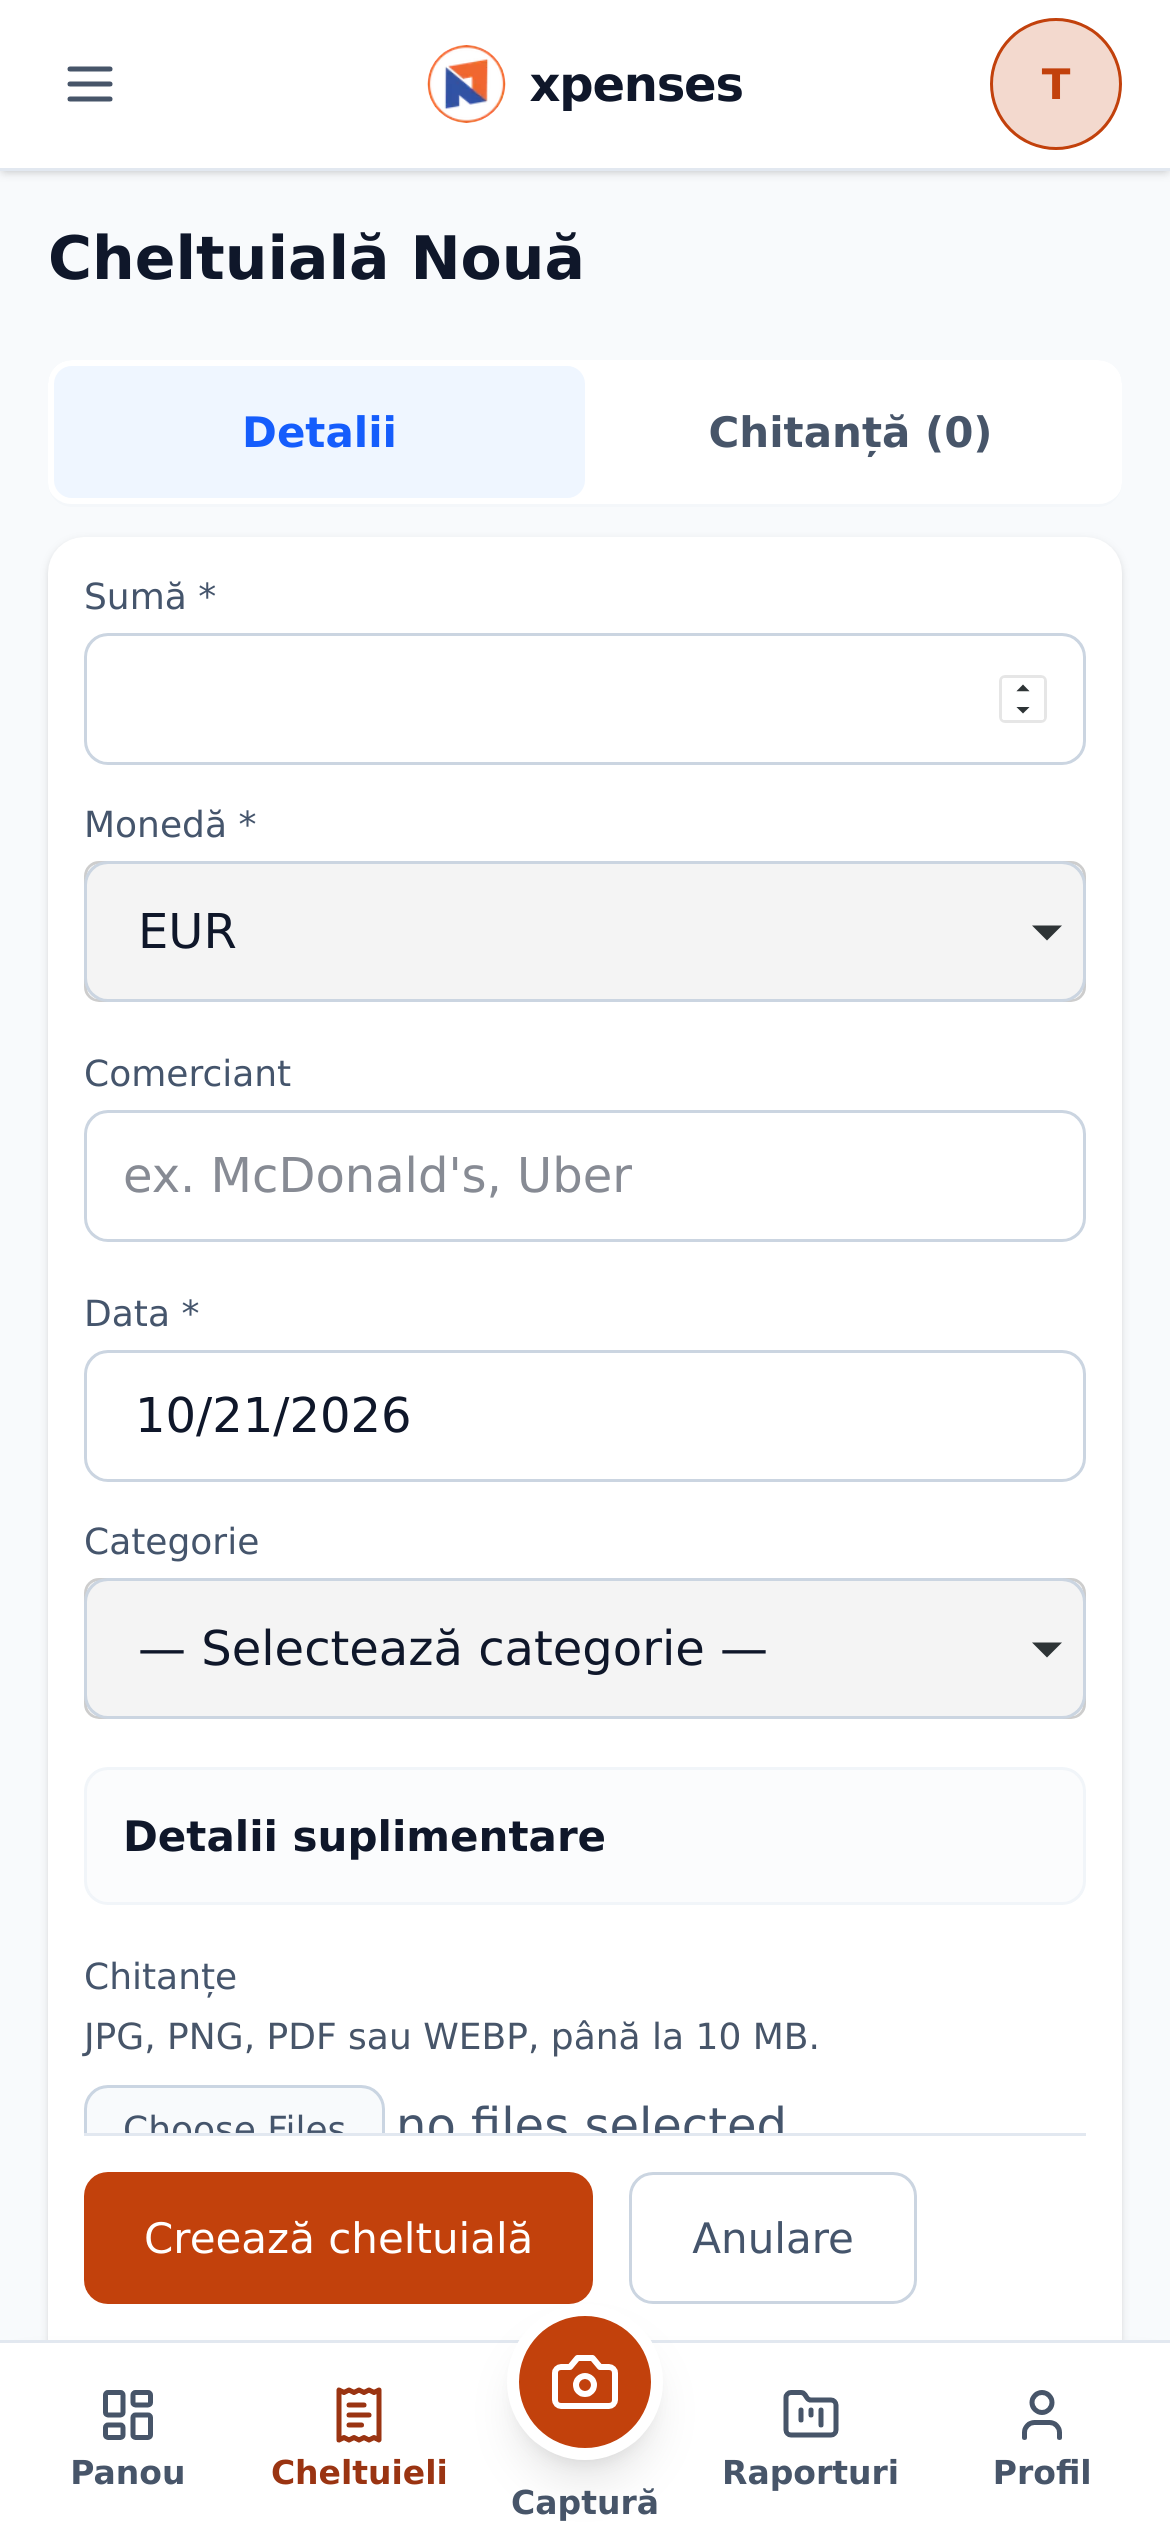 xpenses
T
Cheltuială Nouă
Detalii
Chitanță (0)
Sumă *
Monedă *
EUR
Comerciant
ex. McDonald's, Uber
Data *
10/21/2026
Categorie
— Selectează categorie —
Detalii suplimentare
Chitanțe
JPG, PNG, PDF sau WEBP, până la 10 MB.
Choose Files no files selected
Creează cheltuială
Anulare
Panou
Cheltuieli
Captură
Raporturi
Profil